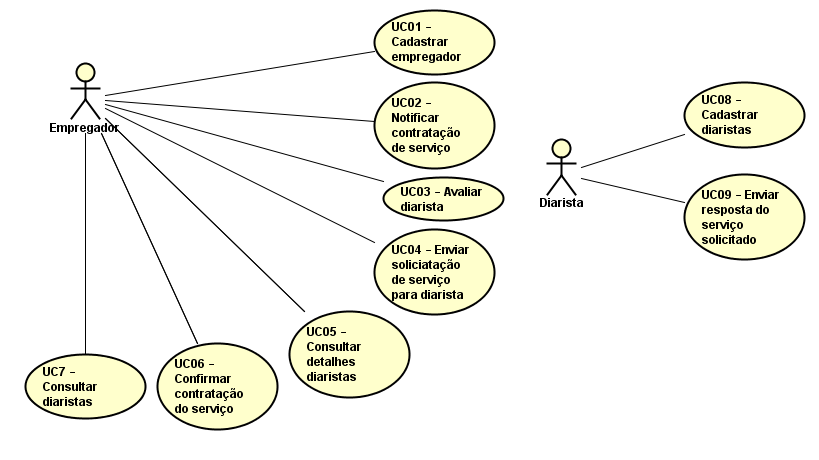 UC01 –
Cadastrar
empregador
Empregador
UC02 –
Notificar
contratação
de serviço
UC03 – Avaliar
diarista
UC04 – Enviar
soliciatação
de serviço
para diarista
UC05 –
Consultar
detalhes
diaristas
UC06 –
Confirmar
contratação
do serviço
UC7 –
Consultar
diaristas
Diarista
UC08 –
Cadastrar
diaristas
UC09 – Enviar
resposta do
serviço
solicitado